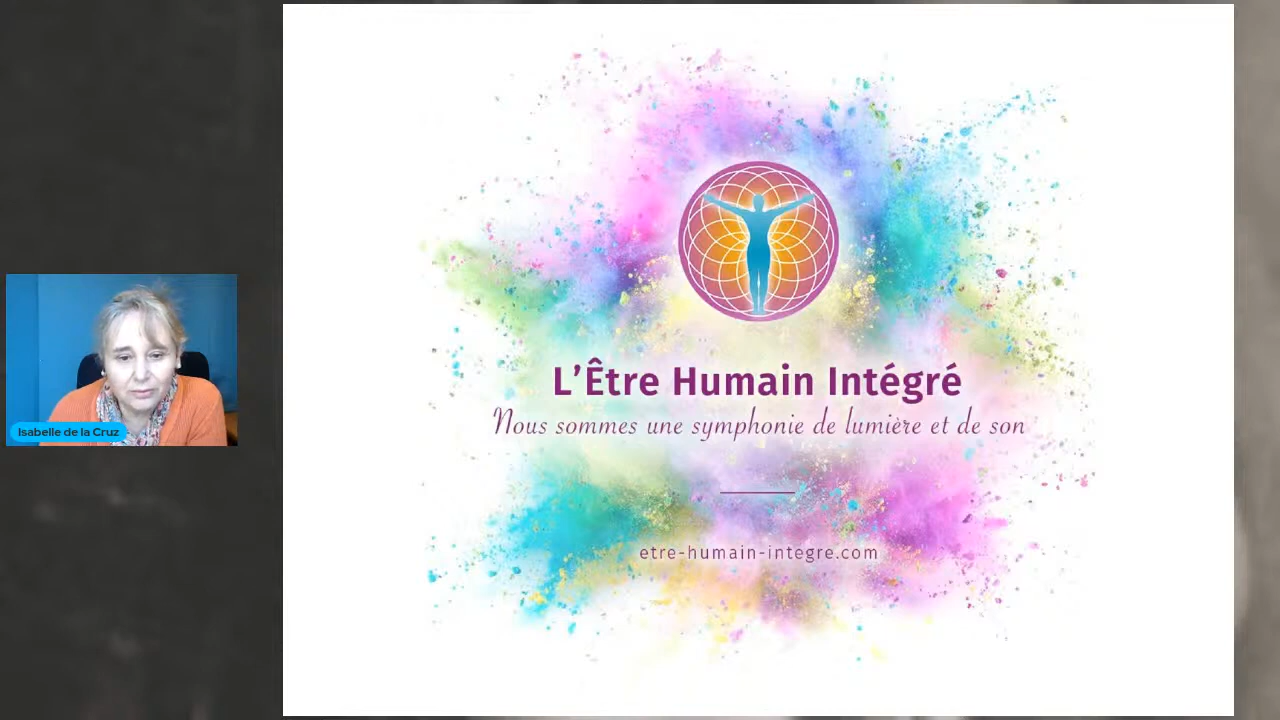 Isabelle de la Cruz
L'Être Humain Intégré
Nous sommes une symphonie de lumière et de son
etre-humain-integre.com